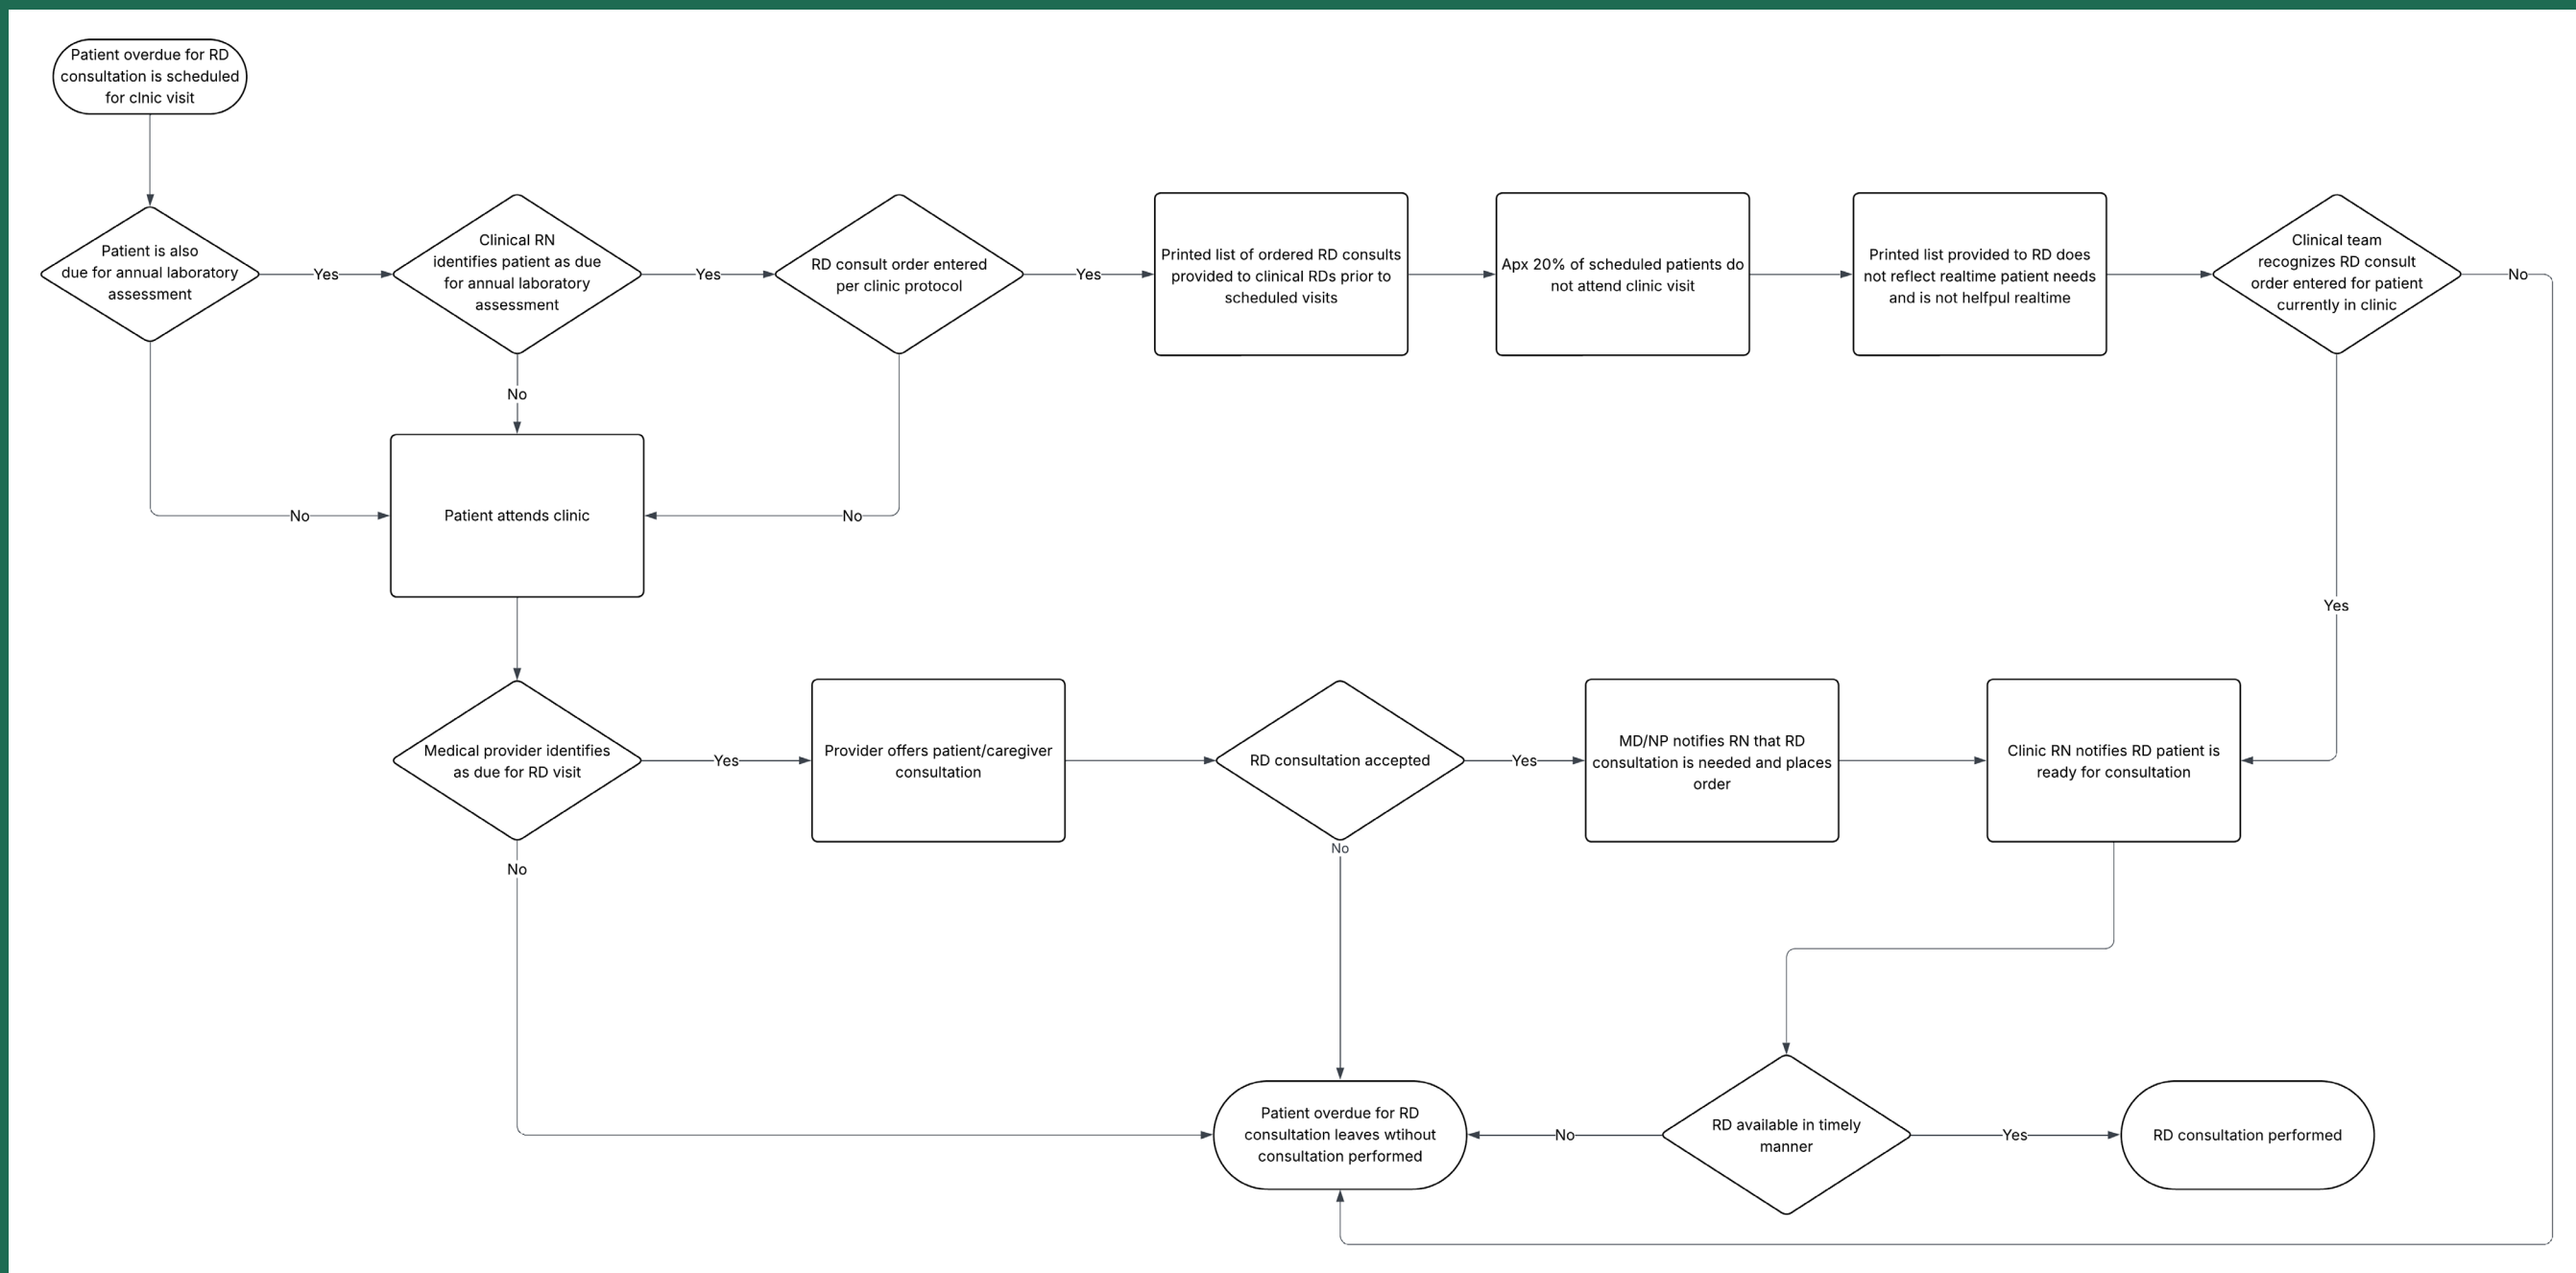 Patient overdue for RD
consultation is scheduled
for clnic visit
Patient is also
due for annual laboratory
assessment
Yes
Clinical RN
identifies patient as due
for annual laboratory
assessment
Yes
RD consult order entered
per clinic protocol
Yes
Printed list of ordered RD consults
provided to clinical RDs prior to
scheduled visits
Apx 20% of scheduled patients do
not attend clinic visit
Printed list provided to RD does
not reflect realtime patient needs
and is not helfpul realtime
Clinical team
recognizes RD consult
order entered for patient
currently in clinic
No
No
No
Patient attends clinic
No
Yes
Medical provider identifies
as due for RD visit
Yes
Provider offers patient/caregiver
consultation
RD consultation accepted
Yes
MD/NP notifies RN that RD
consultation is needed and places
order
Clinic RN notifies RD patient is
ready for consultation
No
No
Patient overdue for RD
consultation leaves wtihout
consultation performed
No
RD available in timely
manner
Yes
RD consultation performed